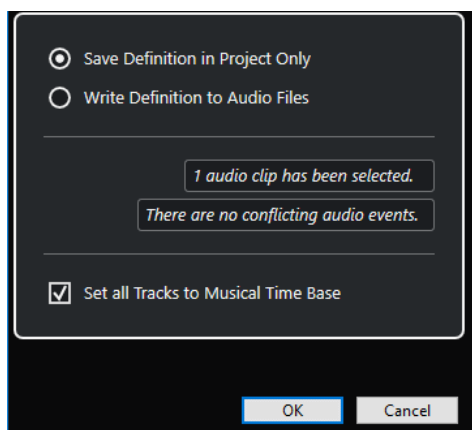 Save Definition in Project Only
Write Definition to Audio Files
1 audio clip has been selected.
There are no conflicting audio events.
Set all Tracks to Musical Time Base
OK
Cancel